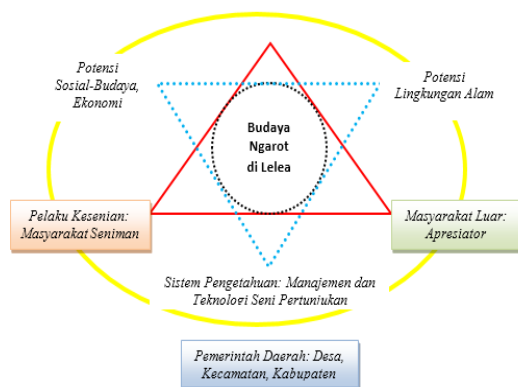 Potensi
Sosial-Budaya,
Ekonomi
Potensi
Lingkungan Alam
Budaya
Ngarot
di Lelea
Pelaku Kesenian:
Masyarakat Seniman
Masyarakat Luar:
Apresiator
Sistem Pengetahuan: Manajemen dan
Teknologi Seni Pertunjukan
Pemerintah Daerah: Desa,
Kecamatan, Kabupaten